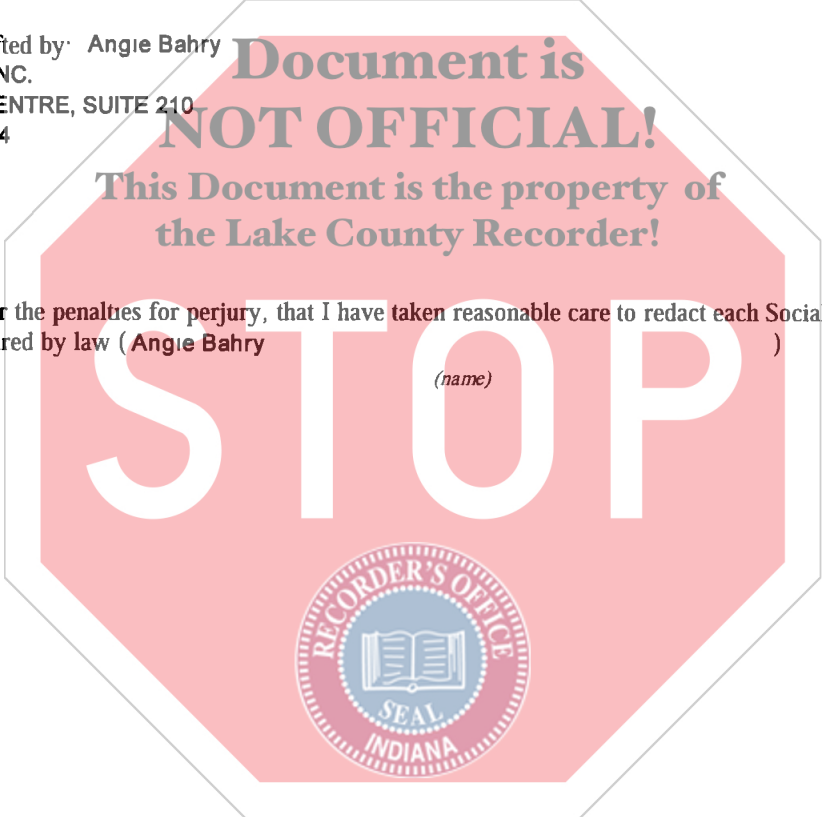 ted by· Angie Bahry
NC.
ENTRE, SUITE 210
4
Document is
NOT OFFICIAL!
This Document is the property of
the Lake County Recorder!
r the penalties for perjury, that I have taken reasonable care to redact each Social
red by law ( Angie Bahry )
(name)
STOP
RECORDER'S OFFICE
SEAL
INDIANA